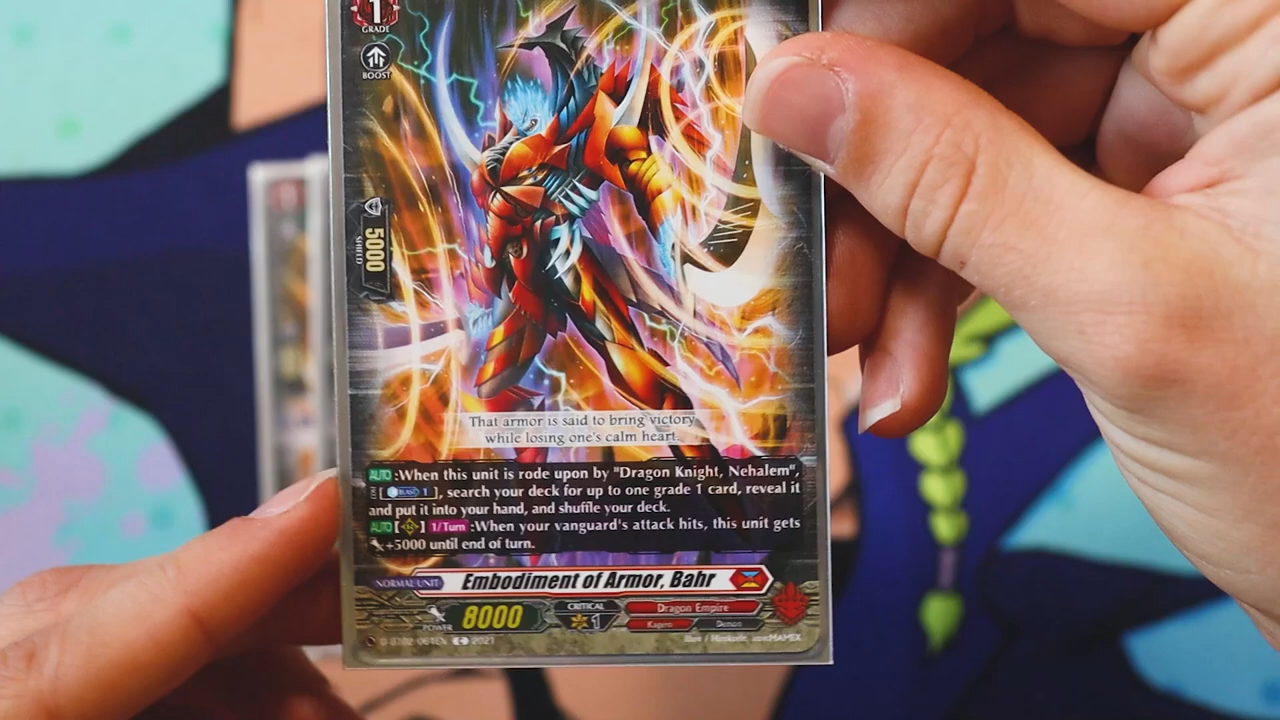 1
GRADE
BOOST
5000
SHIELD
That armor is said to bring victory
while losing one's calm heart.
AUTO:When this unit is rode upon by "Dragon Knight, Nehalem",
[ BLAST 1 ], search your deck for up to one grade 1 card, reveal it
and put it into your hand, and shuffle your deck.
AUTO【 】 1/Turn :When your vanguard's attack hits, this unit gets
+5000 until end of turn.
NORMAL UNIT Embodiment of Armor, Bahr
POWER 8000 CRITICAL 1 Dragon Empire
Demon
2021